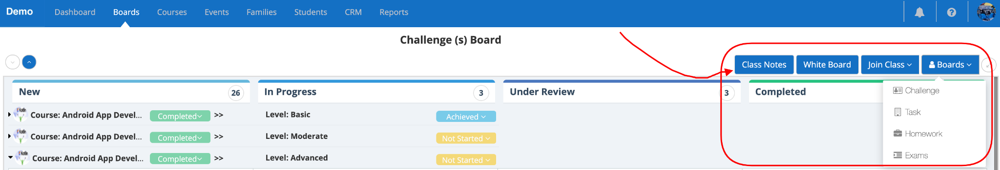 Demo Dashboard Boards Courses Events Families Students CRM Reports
Challenge (s) Board
Class Notes White Board Join Class Boards
New 26 In Progress 3 Under Review 3 Completed
Challenge
Task
Homework
Exams
Course: Android App Devel... Completed >> Level: Basic Achieved
Course: Android App Devel... Completed >> Level: Moderate Not Started
Course: Android App Devel... Completed >> Level: Advanced Not Started